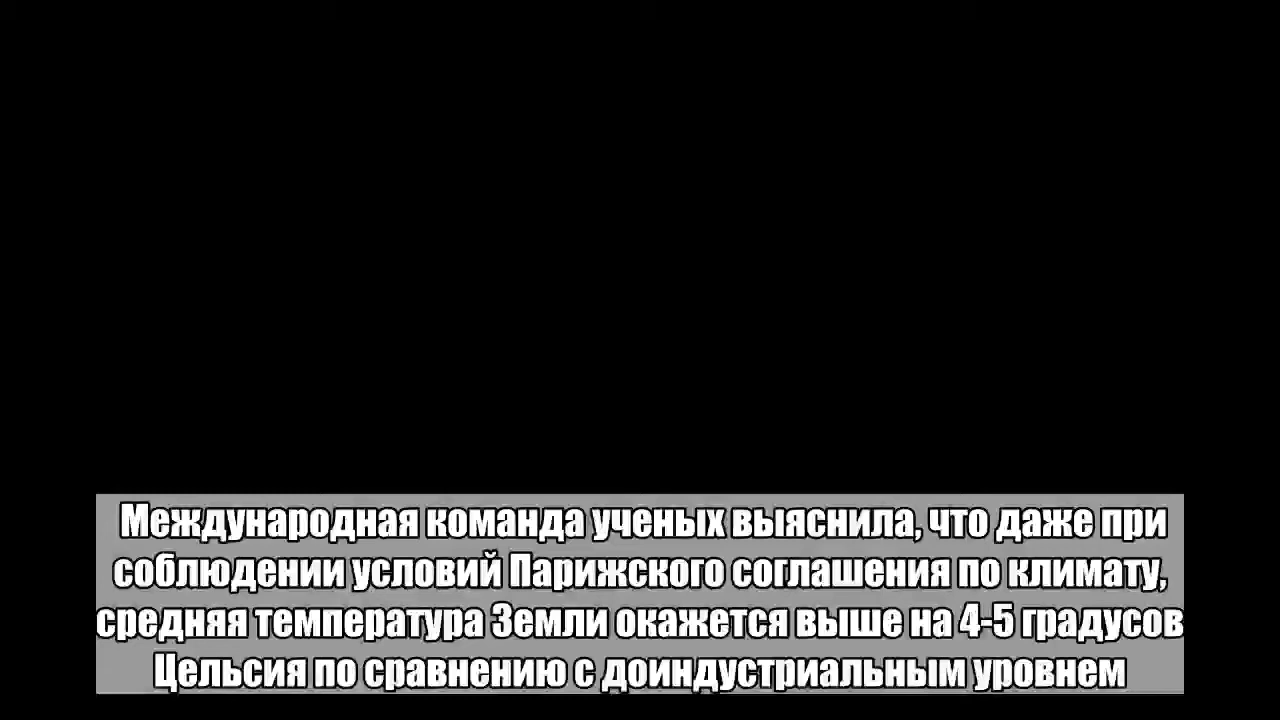 Международная команда ученых выяснила, что даже при
соблюдении условий Парижского соглашения по климату,
средняя температура Земли окажется выше на 4-5 градусов
Цельсия по сравнению с доиндустриальным уровнем